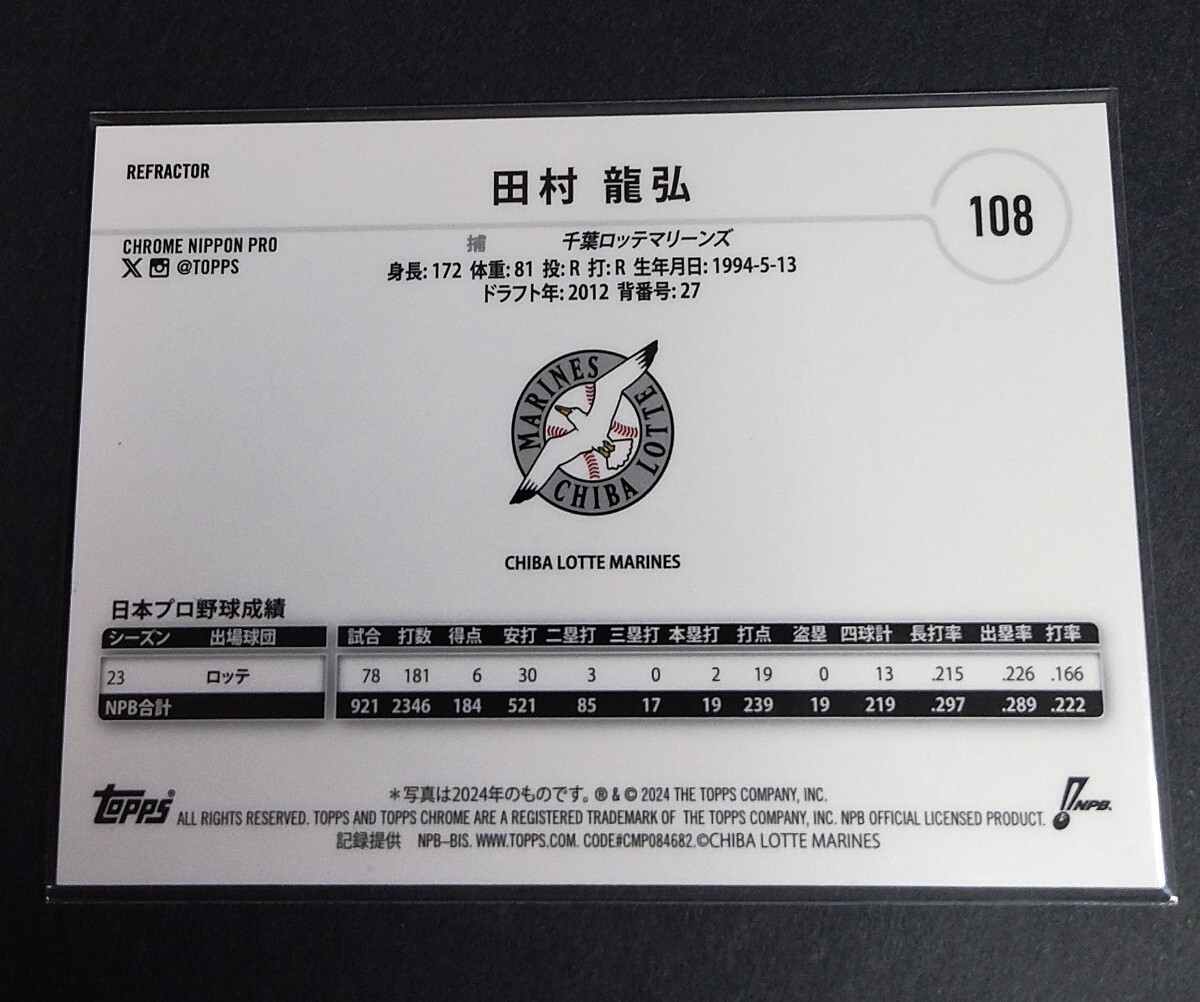 REFRACTOR
田村 龍弘
108
CHROME NIPPON PRO
@TOPPS
捕 千葉ロッテマリーンズ
身長: 172 体重: 81 投: R 打: R 生年月日: 1994-5-13
ドラフト年: 2012 背番号: 27
MARINES
CHIBA LOTTE
CHIBA LOTTE MARINES
日本プロ野球成績
シーズン 出場球団 試合 打数 得点 安打 二塁打 三塁打 本塁打 打点 盗塁 四球計 長打率 出塁率 打率
23 ロッテ 78 181 6 30 3 0 2 19 0 13 .215 .226 .166
NPB合計 921 2346 184 521 85 17 19 239 19 219 .297 .289 .222
topps®
＊写真は2024年のものです。® & © 2024 THE TOPPS COMPANY, INC.
ALL RIGHTS RESERVED. TOPPS AND TOPPS CHROME ARE A REGISTERED TRADEMARK OF THE TOPPS COMPANY, INC. NPB OFFICIAL LICENSED PRODUCT.
NPB.
記録提供 NPB-BIS. WWW.TOPPS.COM. CODE#CMP084682.©CHIBA LOTTE MARINES